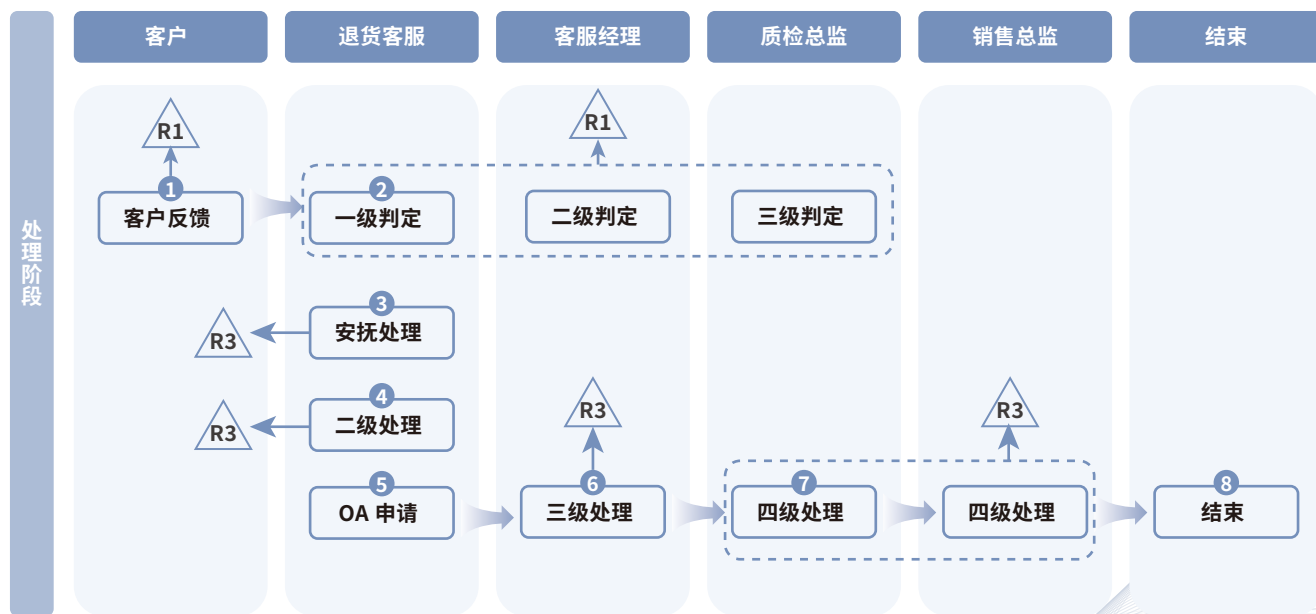 客户
退货客服
客服经理
质检总监
销售总监
结束
处理阶段
R1
R1
1
客户反馈
2
一级判定
二级判定
三级判定
3
安抚处理
R3
4
二级处理
R3
5
OA 申请
R3
6
三级处理
7
四级处理
R3
四级处理
8
结束